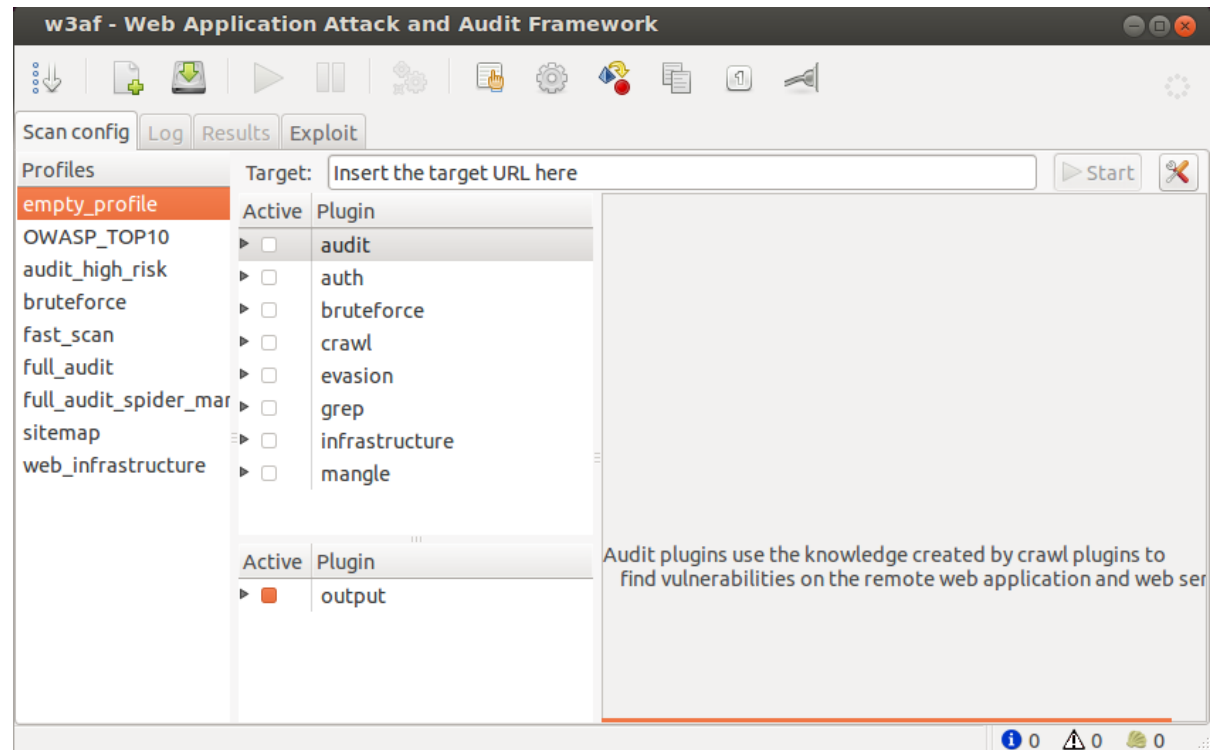 w3af - Web Application Attack and Audit Framework
Scan config Log Results Exploit
Profiles
empty_profile
OWASP_TOP10
audit_high_risk
bruteforce
fast_scan
full_audit
full_audit_spider_mar
sitemap
web_infrastructure
Target: Insert the target URL here Start
Active Plugin
audit
auth
bruteforce
crawl
evasion
grep
infrastructure
mangle
Active Plugin
output
Audit plugins use the knowledge created by crawl plugins to
find vulnerabilities on the remote web application and web ser
0 0 0